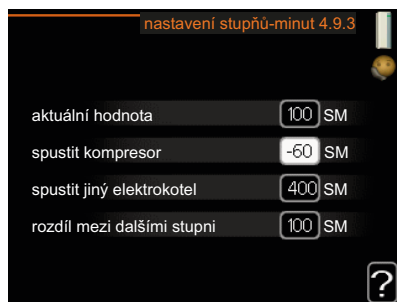 nastavení stupňů-minut 4.9.3
aktuální hodnota 100 SM
spustit kompresor -60 SM
spustit jiný elektrokotel 400 SM
rozdíl mezi dalšími stupni 100 SM
?